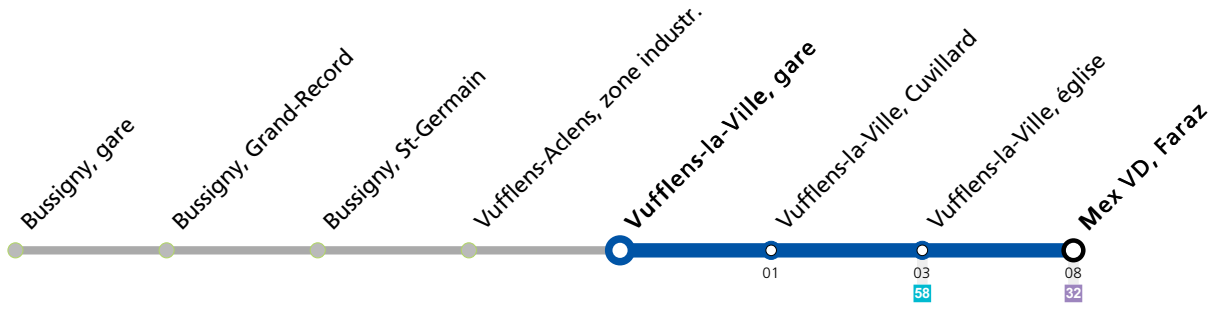 Bussigny, gare
Bussigny, Grand-Record
Bussigny, St-Germain
Vufflens-Aclens, zone industr.
Vufflens-la-Ville, gare
Vufflens-la-Ville, Cuvillard
Vufflens-la-Ville, église
Mex VD, Faraz
01
03
08
58
32